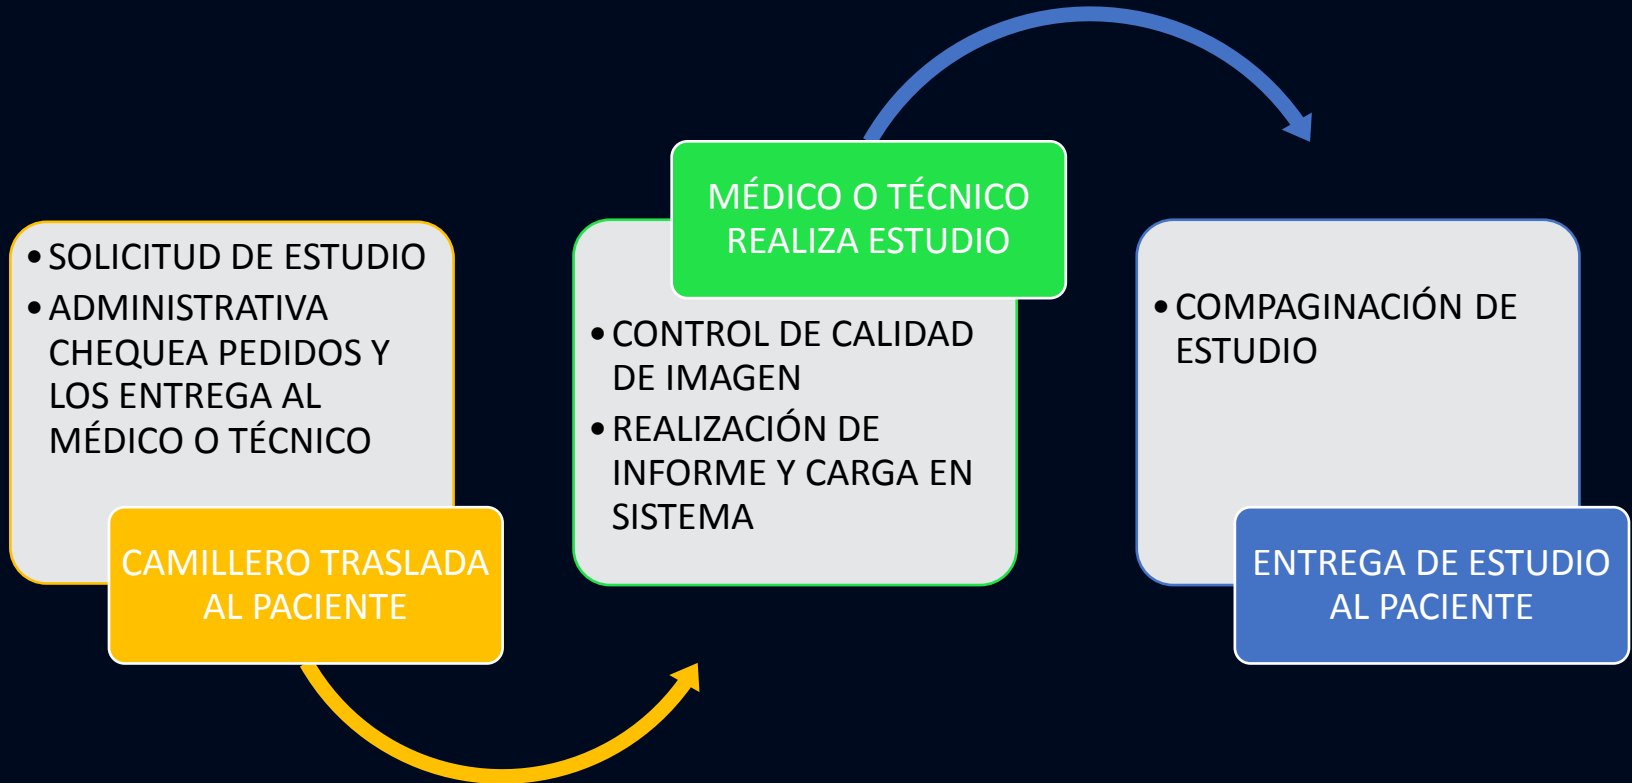 • SOLICITUD DE ESTUDIO
• ADMINISTRATIVA
CHEQUEA PEDIDOS Y
LOS ENTREGA AL
MÉDICO O TÉCNICO
CAMILLERO TRASLADA
AL PACIENTE
MÉDICO O TÉCNICO
REALIZA ESTUDIO
• CONTROL DE CALIDAD
DE IMAGEN
• REALIZACIÓN DE
INFORME Y CARGA EN
SISTEMA
• COMPAGINACIÓN DE
ESTUDIO
ENTREGA DE ESTUDIO
AL PACIENTE